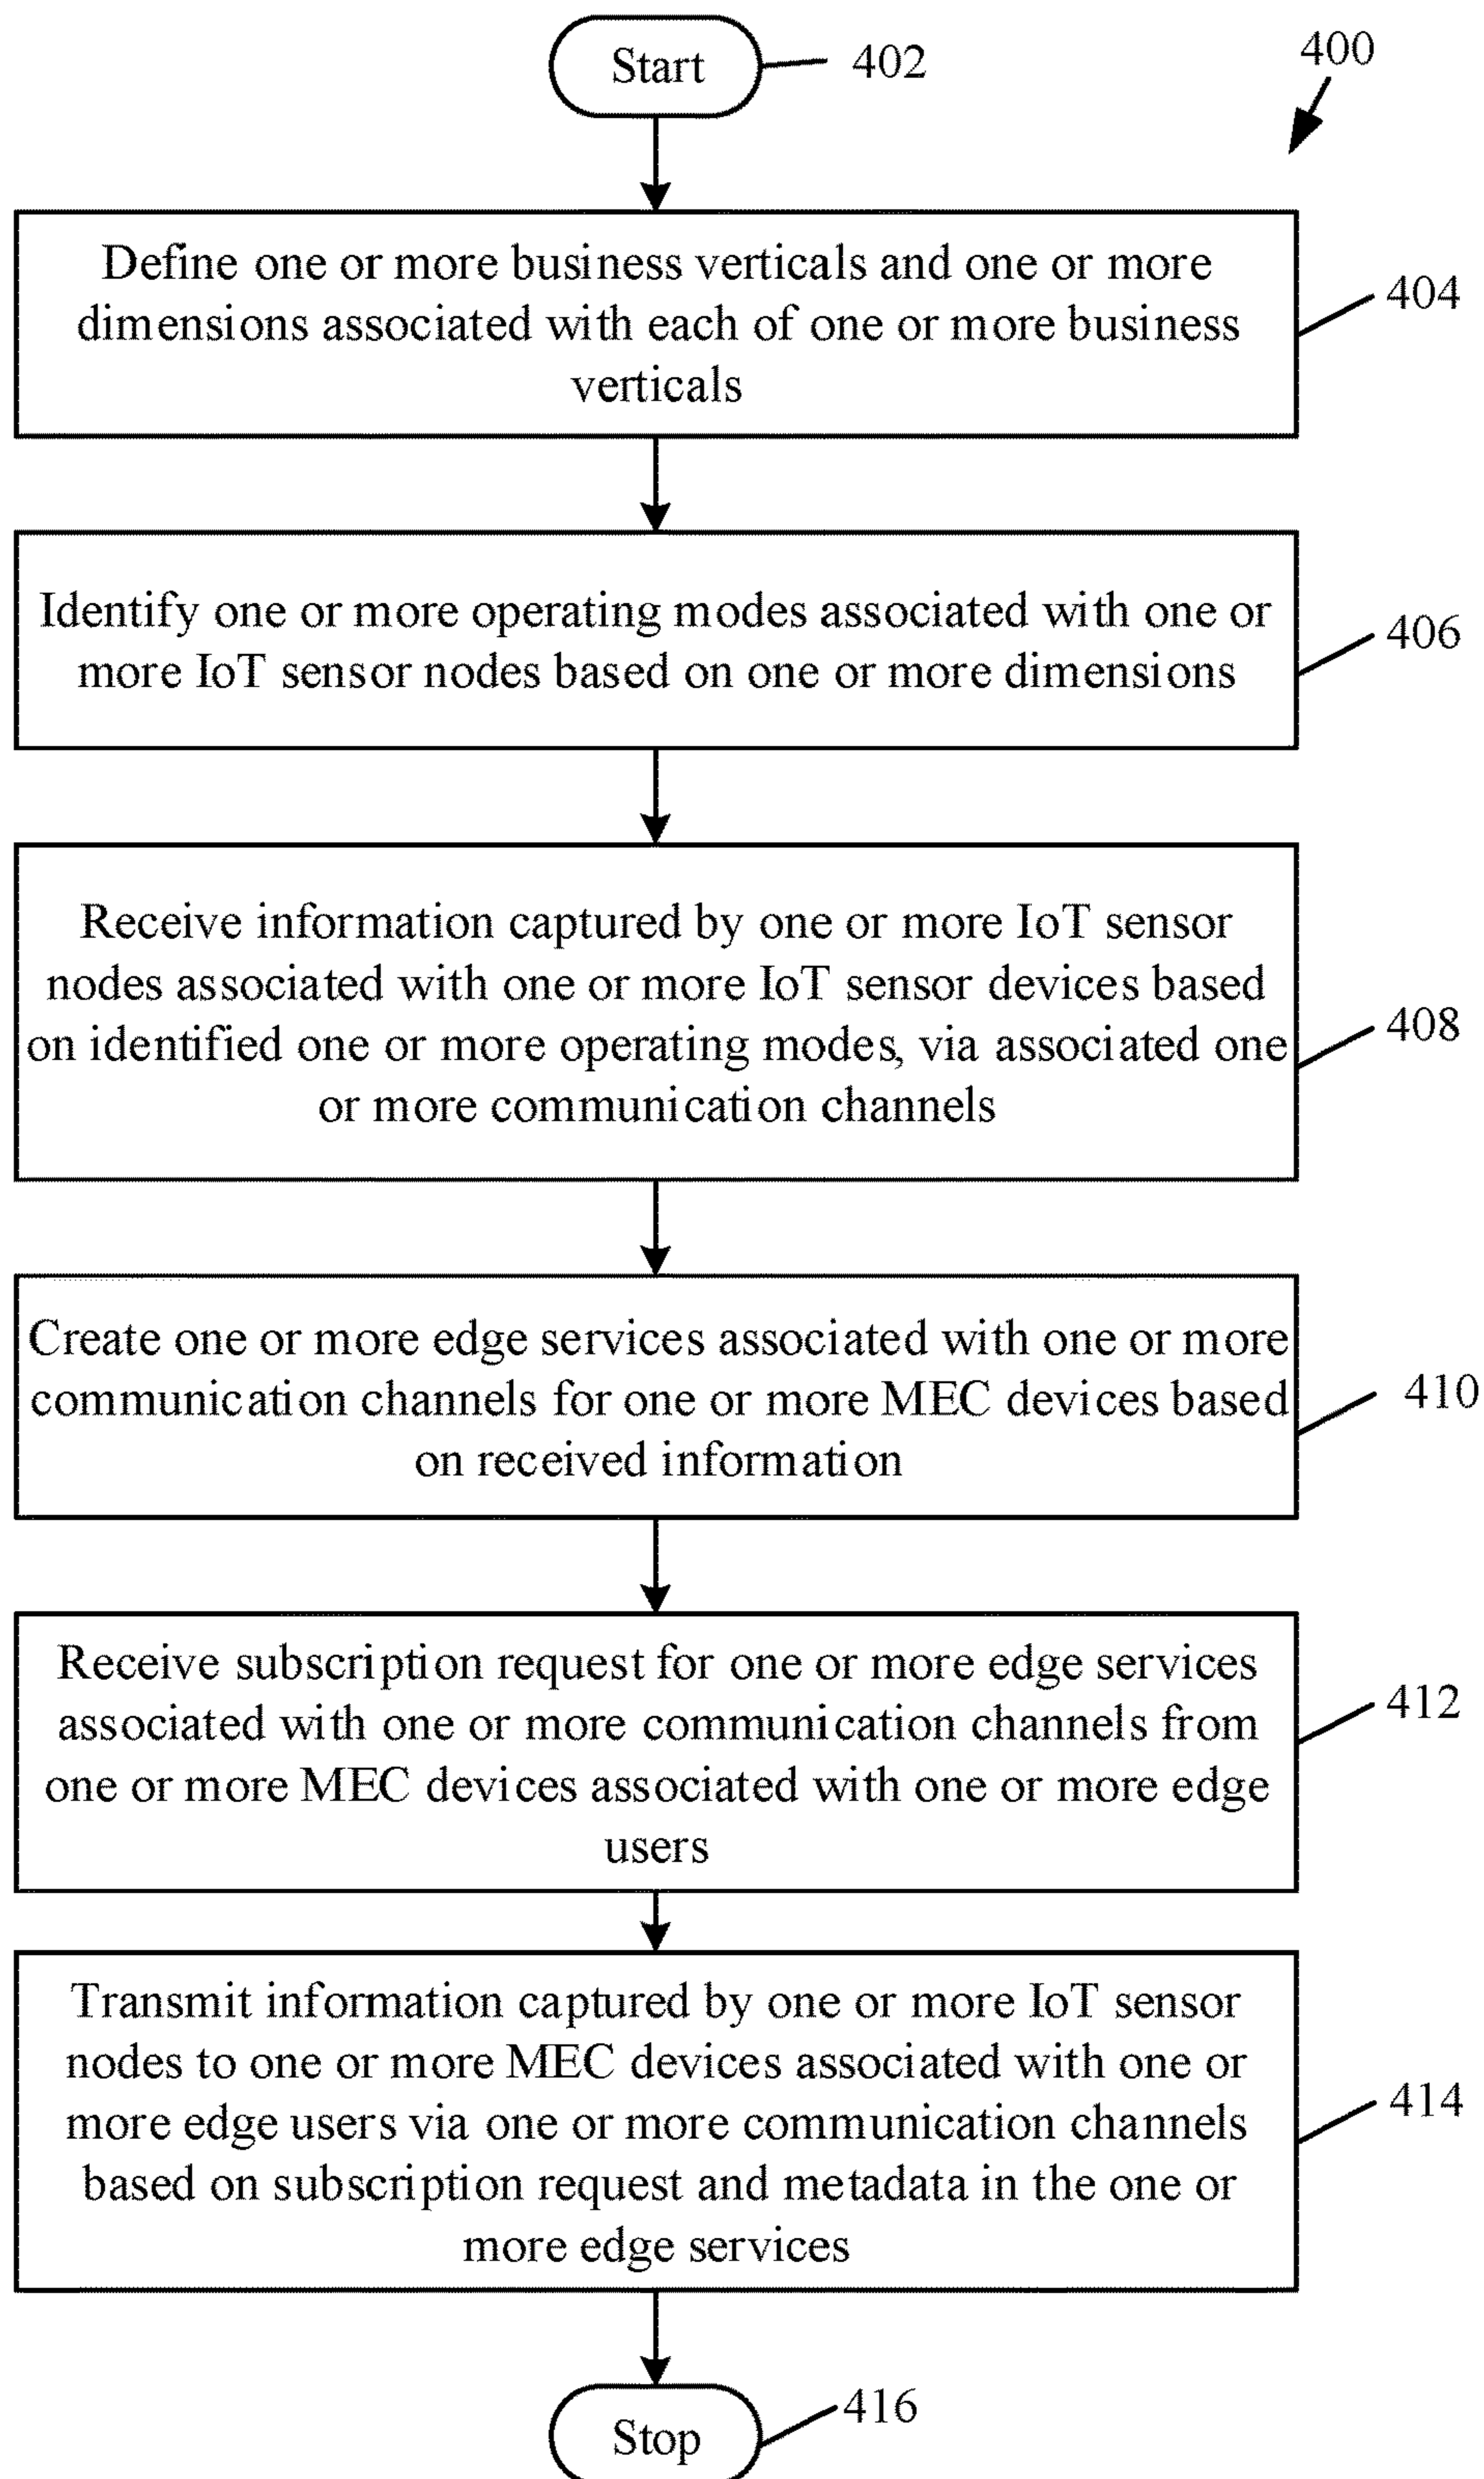 Start
402
400
Define one or more business verticals and one or more
dimensions associated with each of one or more business
verticals
404
Identify one or more operating modes associated with one or
more IoT sensor nodes based on one or more dimensions
406
Receive information captured by one or more IoT sensor
nodes associated with one or more IoT sensor devices based
on identified one or more operating modes, via associated one
or more communication channels
408
Create one or more edge services associated with one or more
communication channels for one or more MEC devices based
on received information
410
Receive subscription request for one or more edge services
associated with one or more communication channels from
one or more MEC devices associated with one or more edge
users
412
Transmit information captured by one or more IoT sensor
nodes to one or more MEC devices associated with one or
more edge users via one or more communication channels
based on subscription request and metadata in the one or
more edge services
414
Stop
416